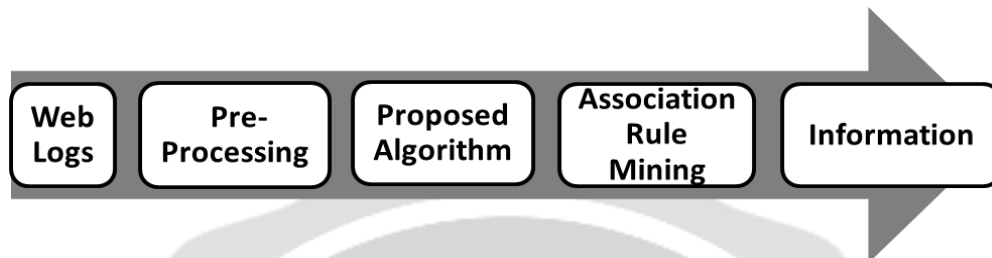 Web
Logs
Pre-
Processing
Proposed
Algorithm
Association
Rule
Mining
Information